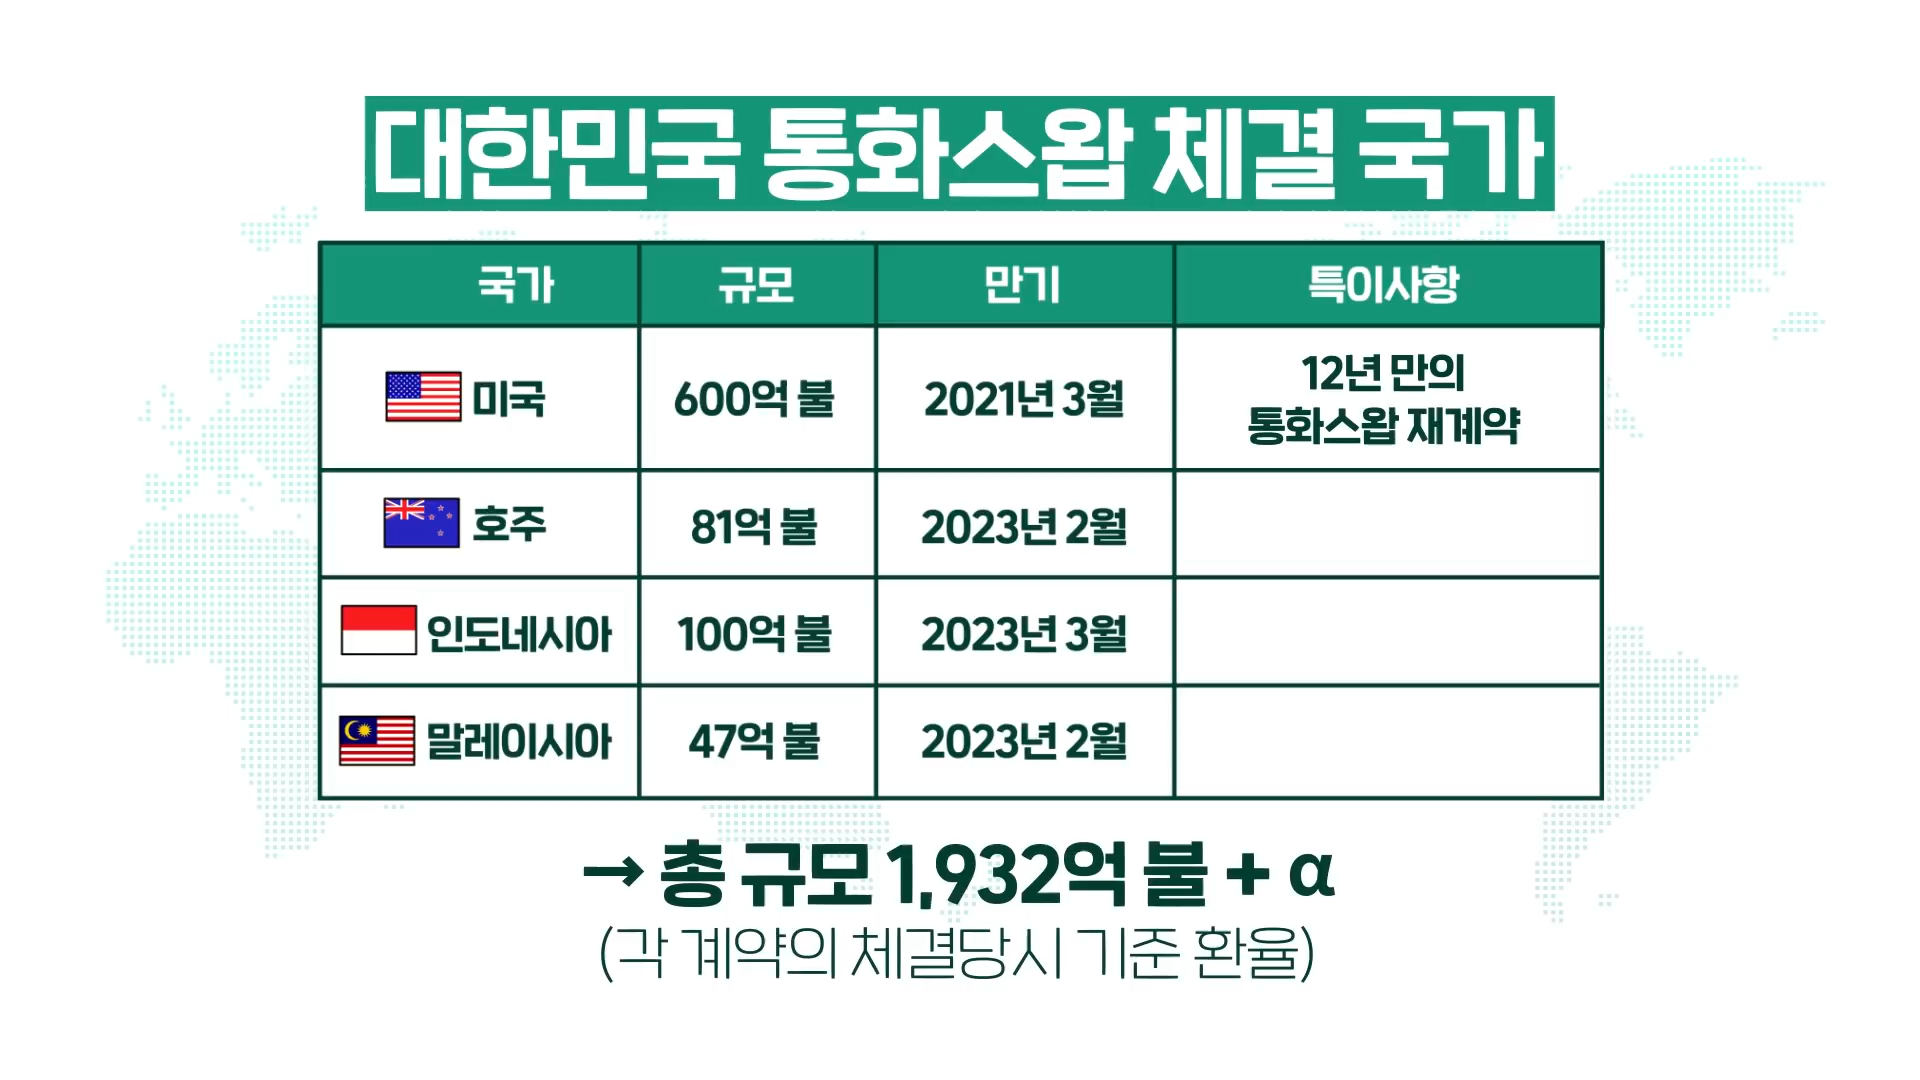 대한민국 통화스왑 체결 국가
국가 규모 만기 특이사항
미국 600억 불 2021년 3월 12년 만의
통화스왑 재계약
호주 81억 불 2023년 2월
인도네시아 100억 불 2023년 3월
말레이시아 47억 불 2023년 2월
→ 총 규모 1,932억 불 + α
(각 계약의 체결당시 기준 환율)